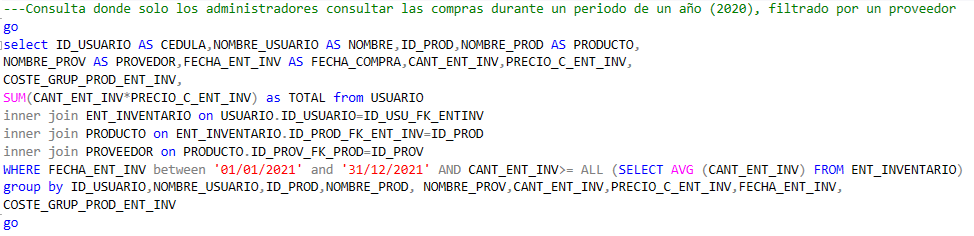 ---Consulta donde solo los administradores consultar las compras durante un periodo de un año (2020), filtrado por un proveedor
go
select ID_USUARIO AS CEDULA,NOMBRE_USUARIO AS NOMBRE,ID_PROD,NOMBRE_PROD AS PRODUCTO,
NOMBRE_PROV AS PROVEDOR,FECHA_ENT_INV AS FECHA_COMPRA,CANT_ENT_INV,PRECIO_C_ENT_INV,
COSTE_GRUP_PROD_ENT_INV,
SUM(CANT_ENT_INV*PRECIO_C_ENT_INV) as TOTAL from USUARIO
inner join ENT_INVENTARIO on USUARIO.ID_USUARIO=ID_USU_FK_ENTINV
inner join PRODUCTO on ENT_INVENTARIO.ID_PROD_FK_ENT_INV=ID_PROD
inner join PROVEEDOR on PRODUCTO.ID_PROV_FK_PROD=ID_PROV
WHERE FECHA_ENT_INV between '01/01/2021' and '31/12/2021' AND CANT_ENT_INV>= ALL (SELECT AVG (CANT_ENT_INV) FROM ENT_INVENTARIO)
group by ID_USUARIO,NOMBRE_USUARIO,ID_PROD,NOMBRE_PROD, NOMBRE_PROV,CANT_ENT_INV,PRECIO_C_ENT_INV,FECHA_ENT_INV,
COSTE_GRUP_PROD_ENT_INV
go